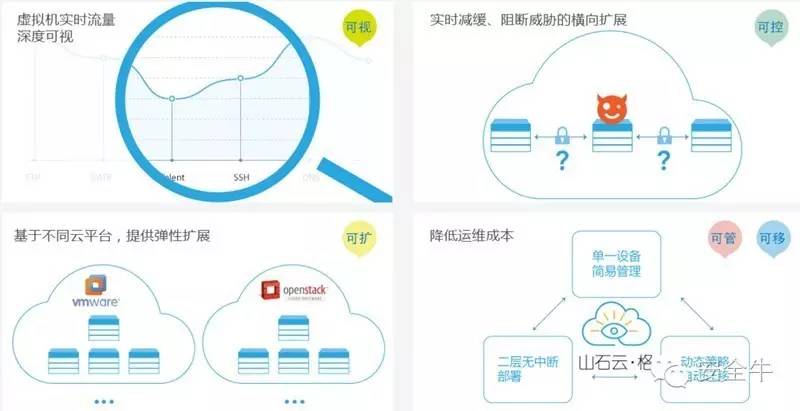 虚拟机实时流量
深度可视
可视
FTP
SSH
DNS
实时减缓、阻断威胁的横向扩展
可控
?
?
基于不同云平台，提供弹性扩展
可扩
vmware
openstack
降低运维成本
可管
可移
单一设备
简易管理
山石云·格
二层无中断
部署
动态策略
安全牛